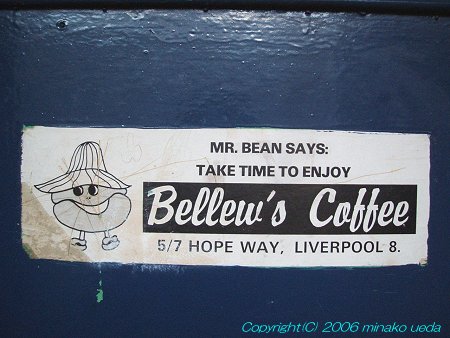 MR. BEAN SAYS:
TAKE TIME TO ENJOY
Bellew's Coffee
5/7 HOPE WAY, LIVERPOOL 8.
Copyright(C) 2006 minako ueda